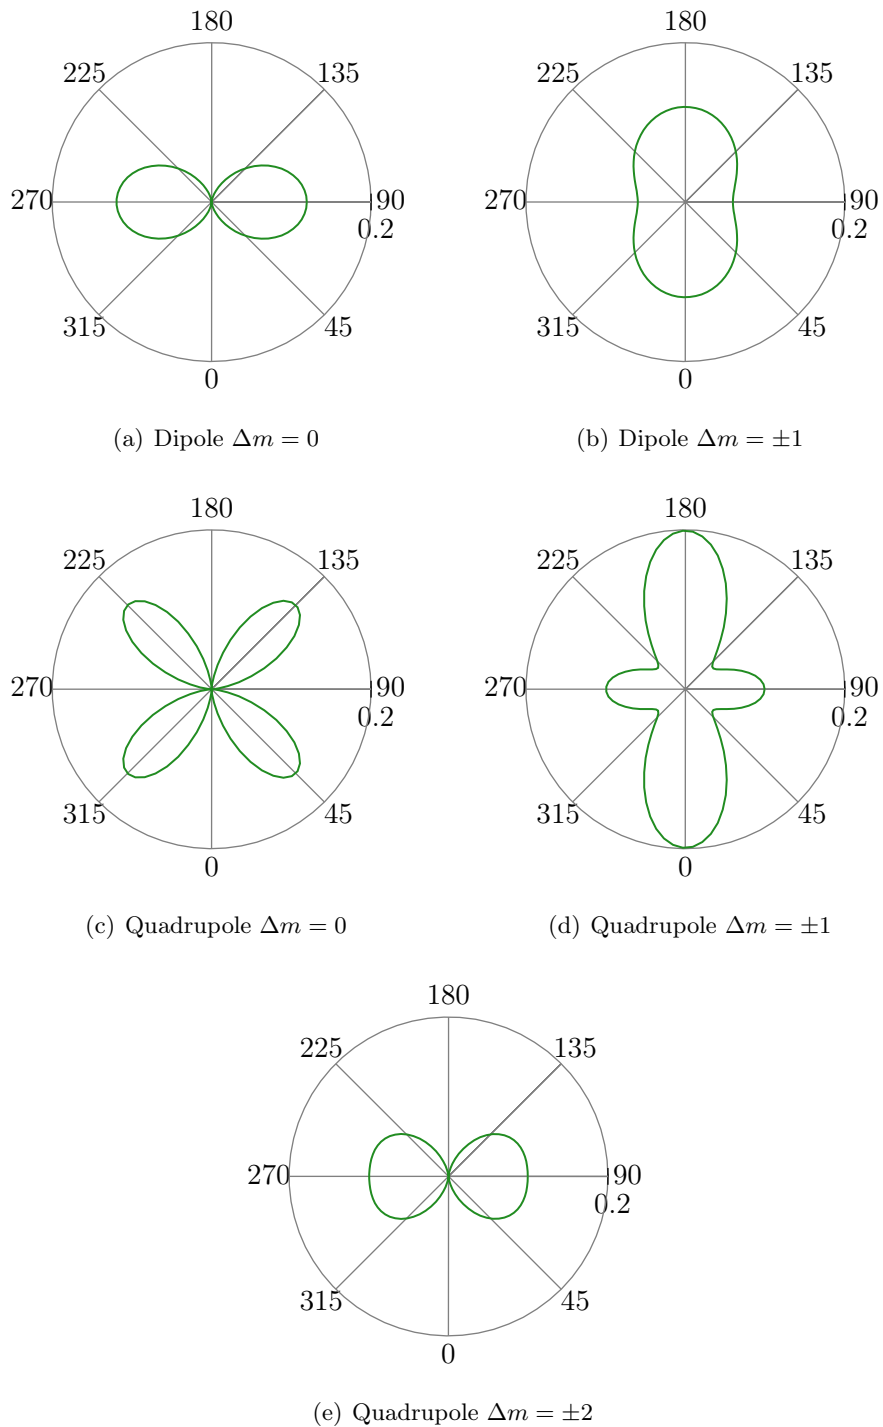 180 180
225 135 225 135
270 90 270 90
0.2 0.2
315 45 315 45
0 0
(a) Dipole Δm = 0 (b) Dipole Δm = ±1
180 180
225 135 225 135
270 90 270 90
0.2 0.2
315 45 315 45
0 0
(c) Quadrupole Δm = 0 (d) Quadrupole Δm = ±1
180
225 135
270 90
0.2
315 45
0
(e) Quadrupole Δm = ±2